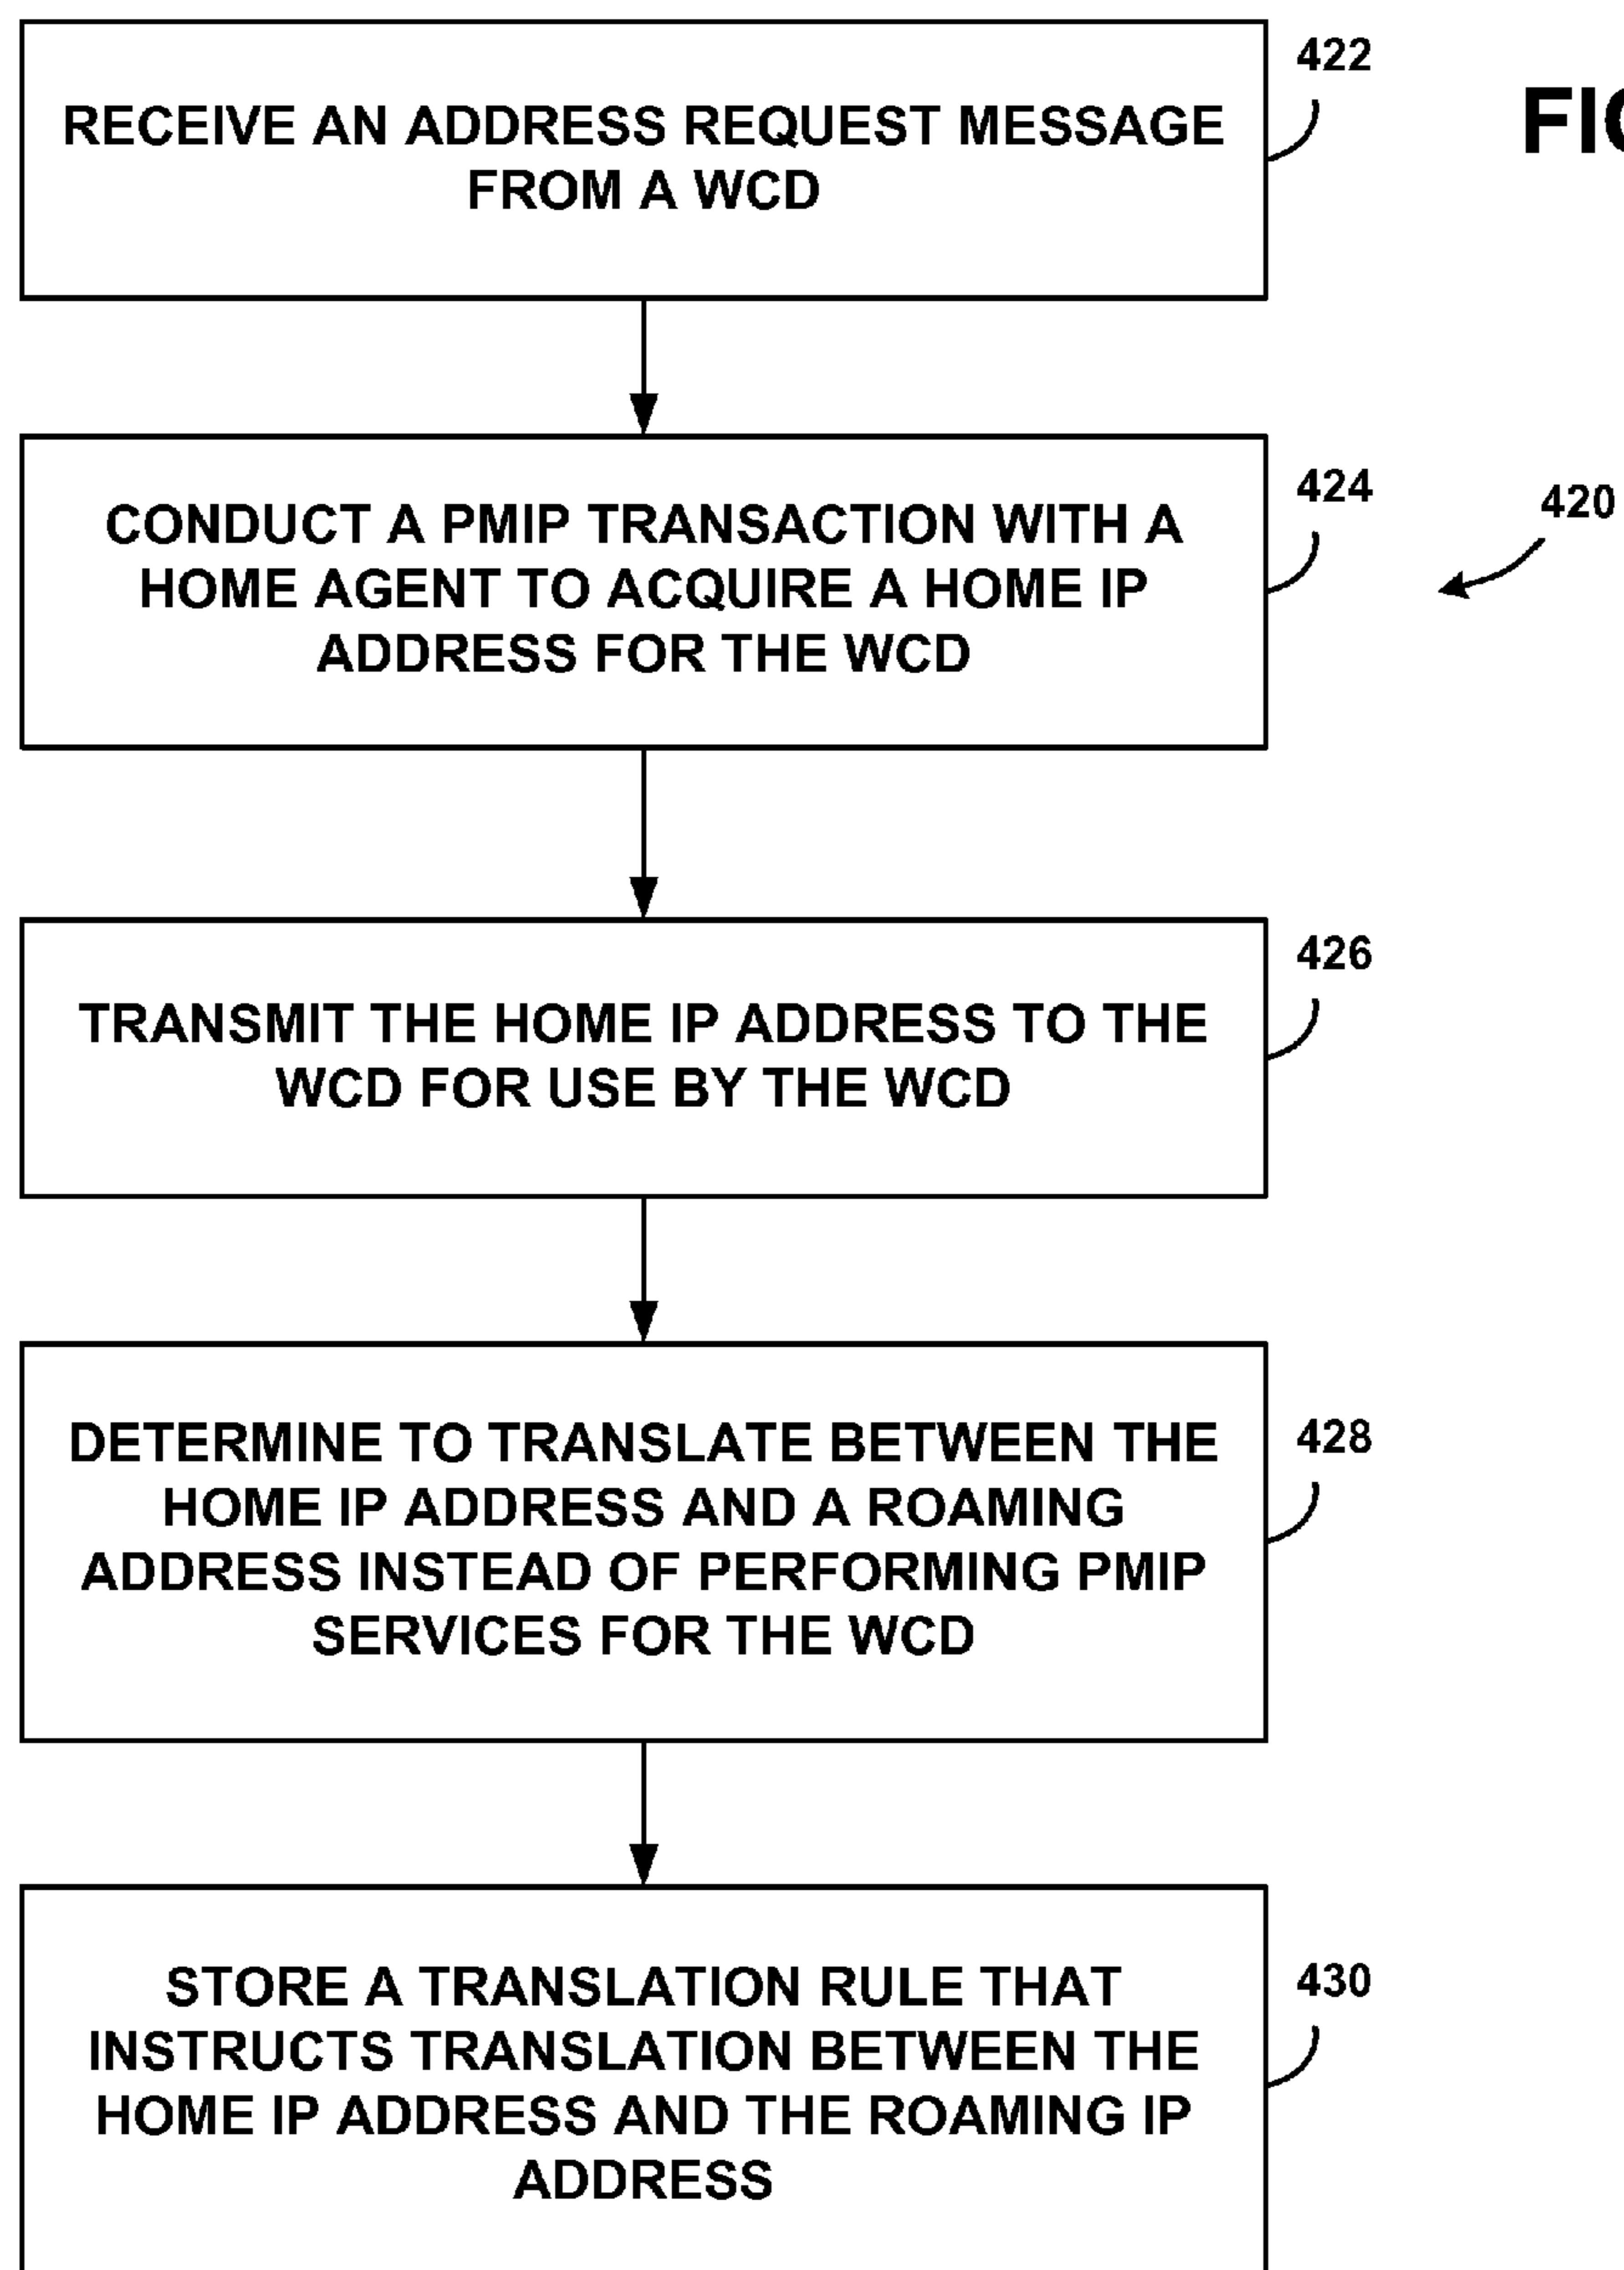 422
FIG
RECEIVE AN ADDRESS REQUEST MESSAGE
FROM A WCD
424
420
CONDUCT A PMIP TRANSACTION WITH A
HOME AGENT TO ACQUIRE A HOME IP
ADDRESS FOR THE WCD
426
TRANSMIT THE HOME IP ADDRESS TO THE
WCD FOR USE BY THE WCD
428
DETERMINE TO TRANSLATE BETWEEN THE
HOME IP ADDRESS AND A ROAMING
ADDRESS INSTEAD OF PERFORMING PMIP
SERVICES FOR THE WCD
430
STORE A TRANSLATION RULE THAT
INSTRUCTS TRANSLATION BETWEEN THE
HOME IP ADDRESS AND THE ROAMING IP
ADDRESS